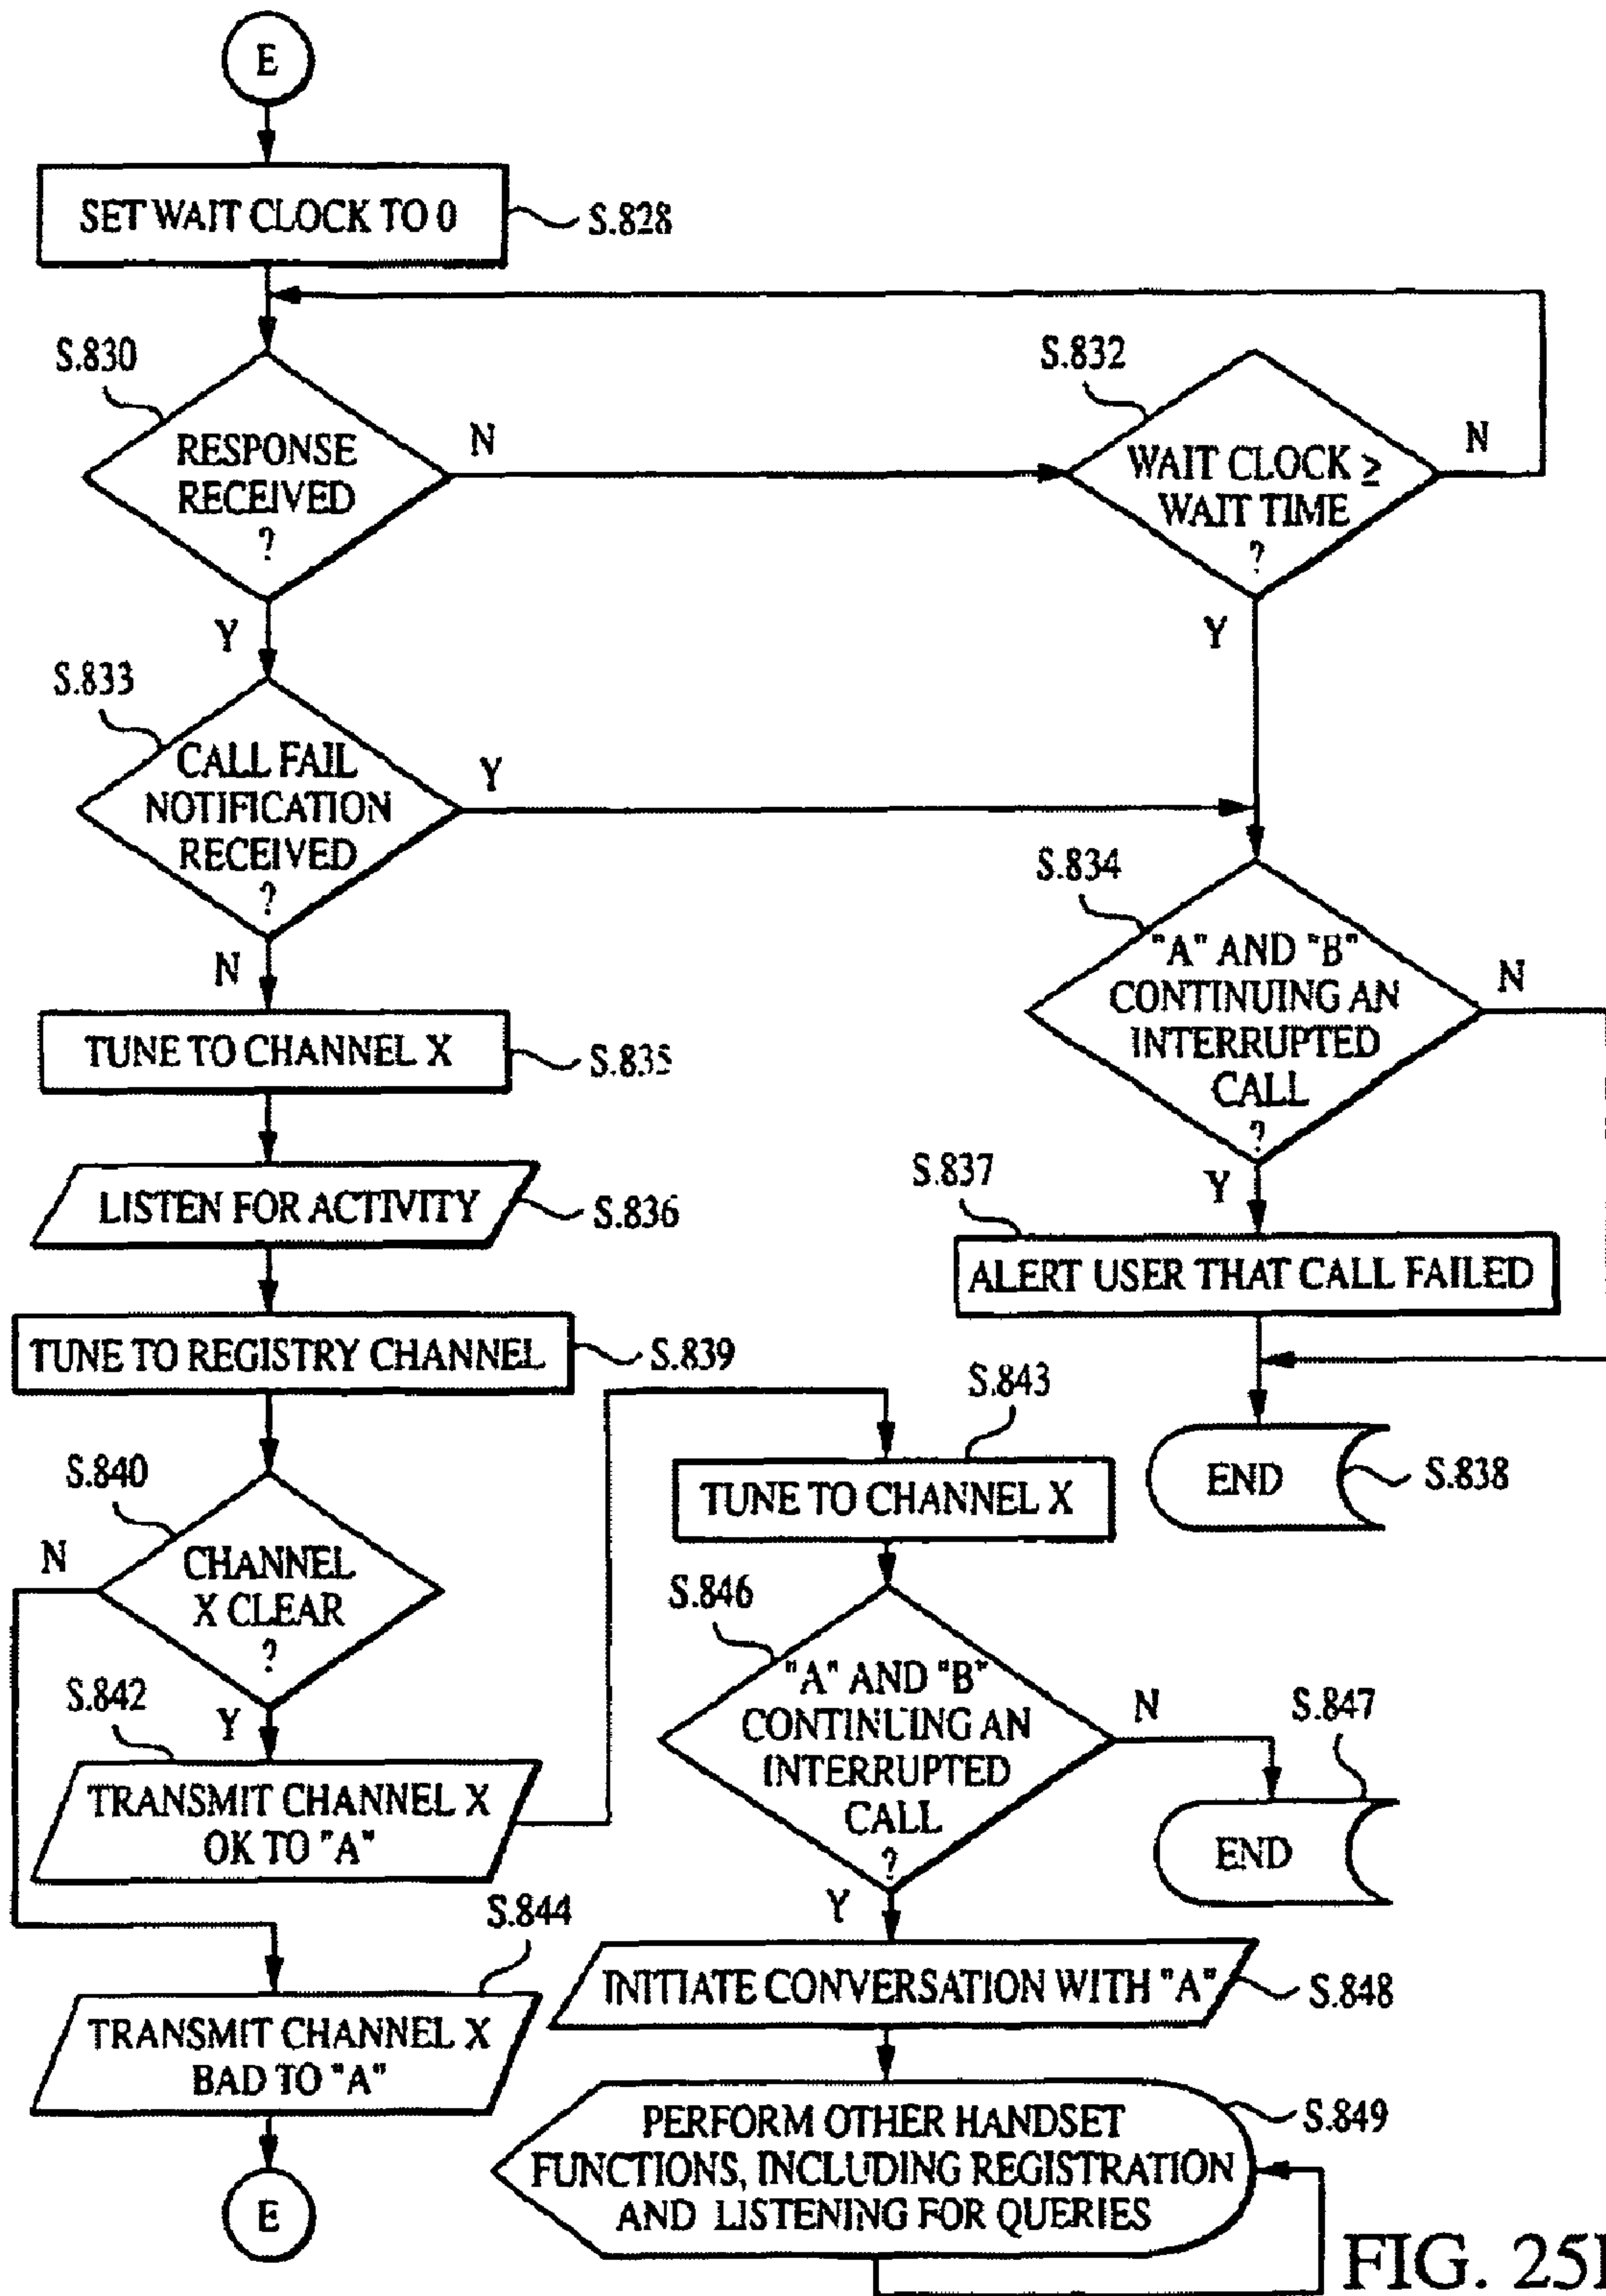 E
SET WAIT CLOCK TO 0
S.828
S.830
RESPONSE
RECEIVED
?
N
Y
S.832
WAIT CLOCK ≥
WAIT TIME
?
N
Y
S.833
CALL FAIL
NOTIFICATION
RECEIVED
?
Y
N
S.834
"A" AND "B"
CONTINUING AN
INTERRUPTED
CALL
?
N
Y
TUNE TO CHANNEL X
S.835
LISTEN FOR ACTIVITY
S.836
S.837
ALERT USER THAT CALL FAILED
END
S.838
TUNE TO REGISTRY CHANNEL
S.839
S.840
CHANNEL
X CLEAR
?
N
Y
S.842
TRANSMIT CHANNEL X
OK TO "A"
S.843
TUNE TO CHANNEL X
S.846
"A" AND "B"
CONTINUING AN
INTERRUPTED
CALL
?
N
Y
S.847
END
S.844
TRANSMIT CHANNEL X
BAD TO "A"
E
INITIATE CONVERSATION WITH "A"
S.848
PERFORM OTHER HANDSET
FUNCTIONS, INCLUDING REGISTRATION
AND LISTENING FOR QUERIES
S.849
FIG.